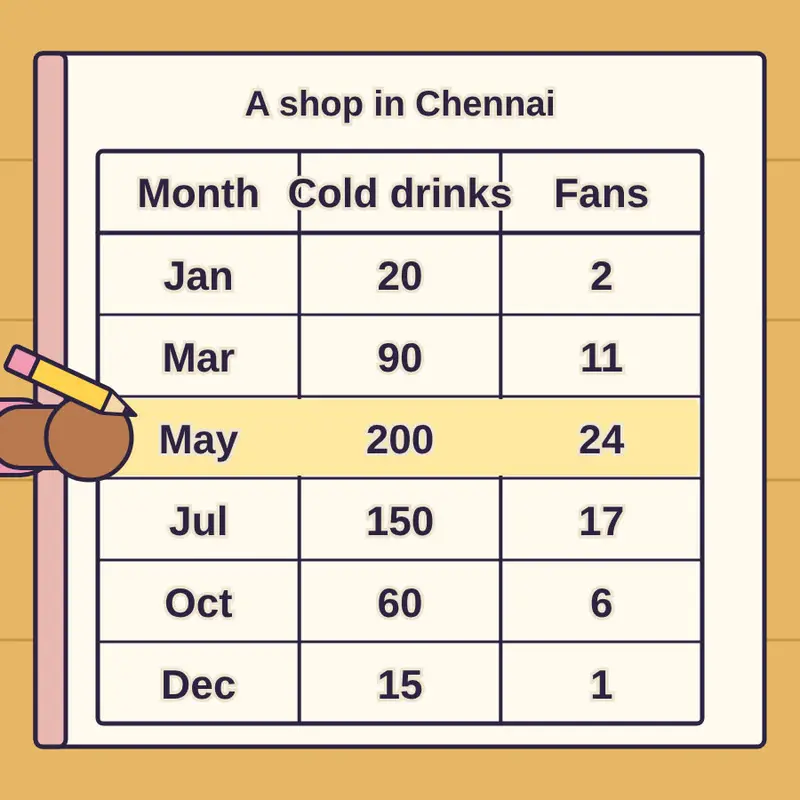 A shop in Chennai
Month Cold drinks Fans
Jan 20 2
Mar 90 11
May 200 24
Jul 150 17
Oct 60 6
Dec 15 1